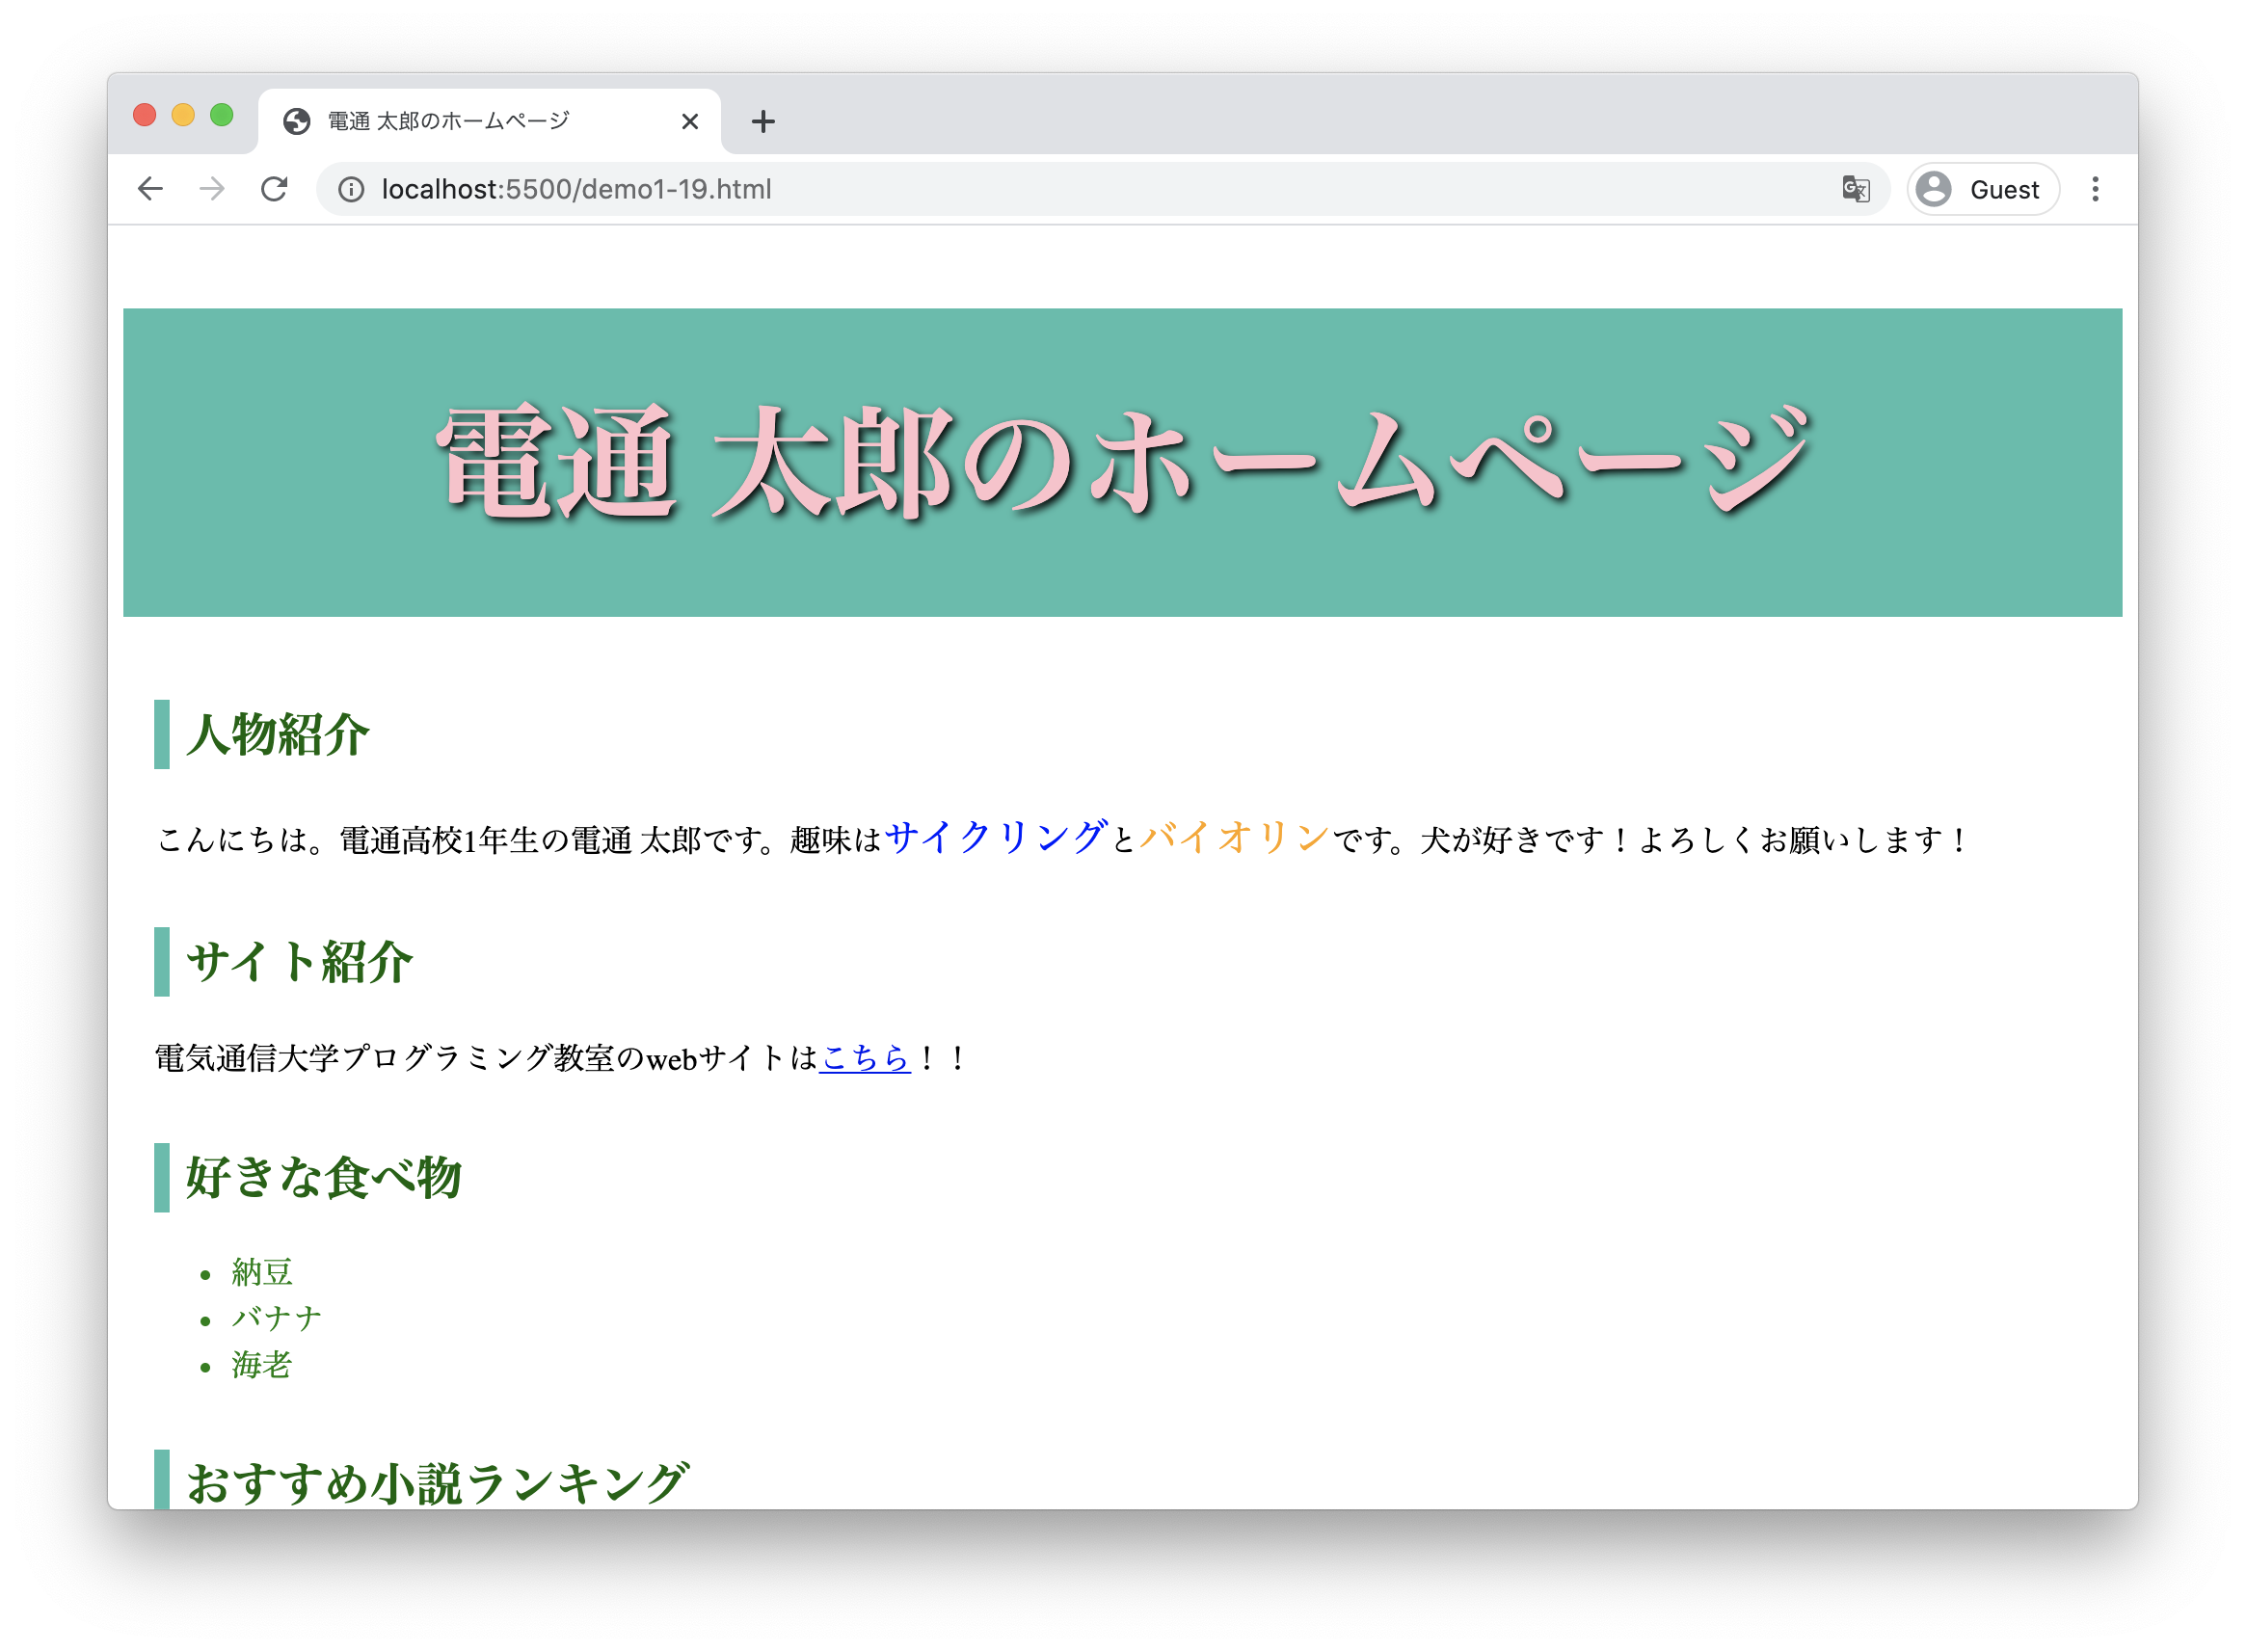 電通 太郎のホームページ
localhost:5500/demo1-19.html
Guest
電通 太郎のホームページ
人物紹介
こんにちは。電通高校1年生の電通 太郎です。趣味はサイクリングとバイオリンです。犬が好きです！よろしくお願いします！
サイト紹介
電気通信大学プログラミング教室のwebサイトはこちら！！
好きな食べ物
• 納豆
• バナナ
• 海老
おすすめ小説ランキング